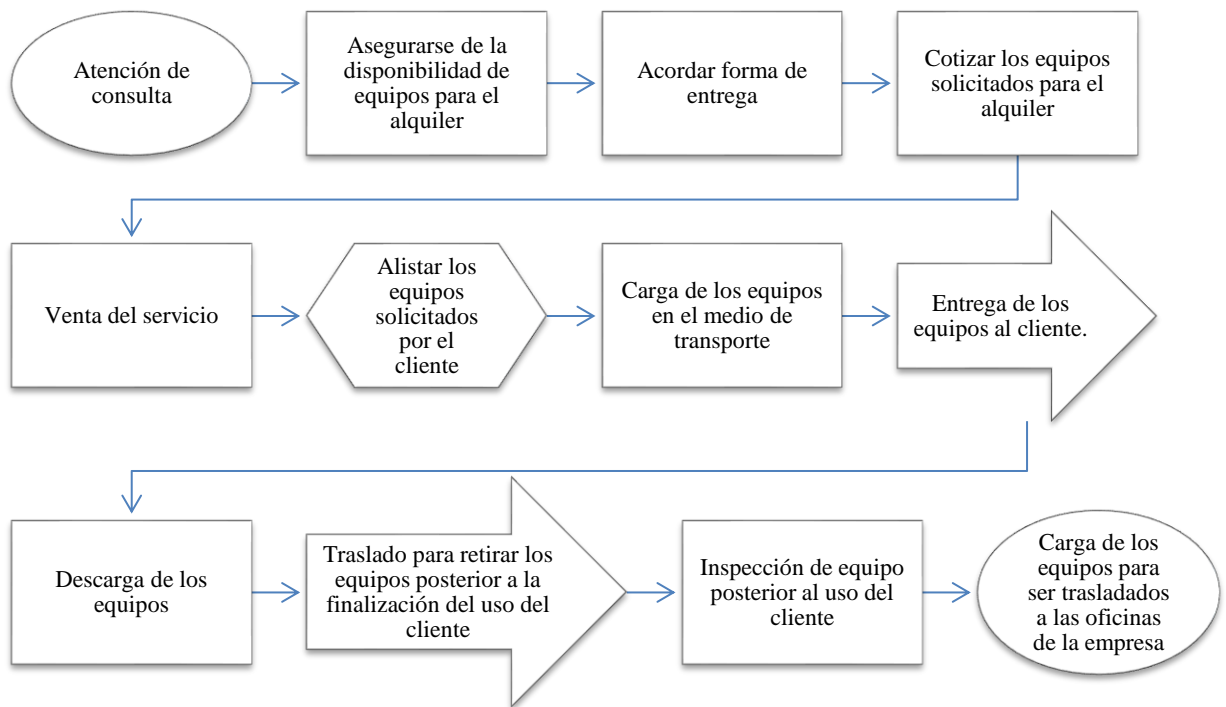 Atención de
consulta
Asegurarse de la
disponibilidad de
equipos para el
alquiler
Acordar forma de
entrega
Cotizar los equipos
solicitados para el
alquiler
Venta del servicio
Alistar los
equipos
solicitados
por el
cliente
Carga de los equipos
en el medio de
transporte
Entrega de los
equipos al cliente.
Descarga de los
equipos
Traslado para retirar los
equipos posterior a la
finalización del uso del
cliente
Inspección de equipo
posterior al uso del
cliente
Carga de los
equipos para
ser trasladados
a las oficinas
de la empresa